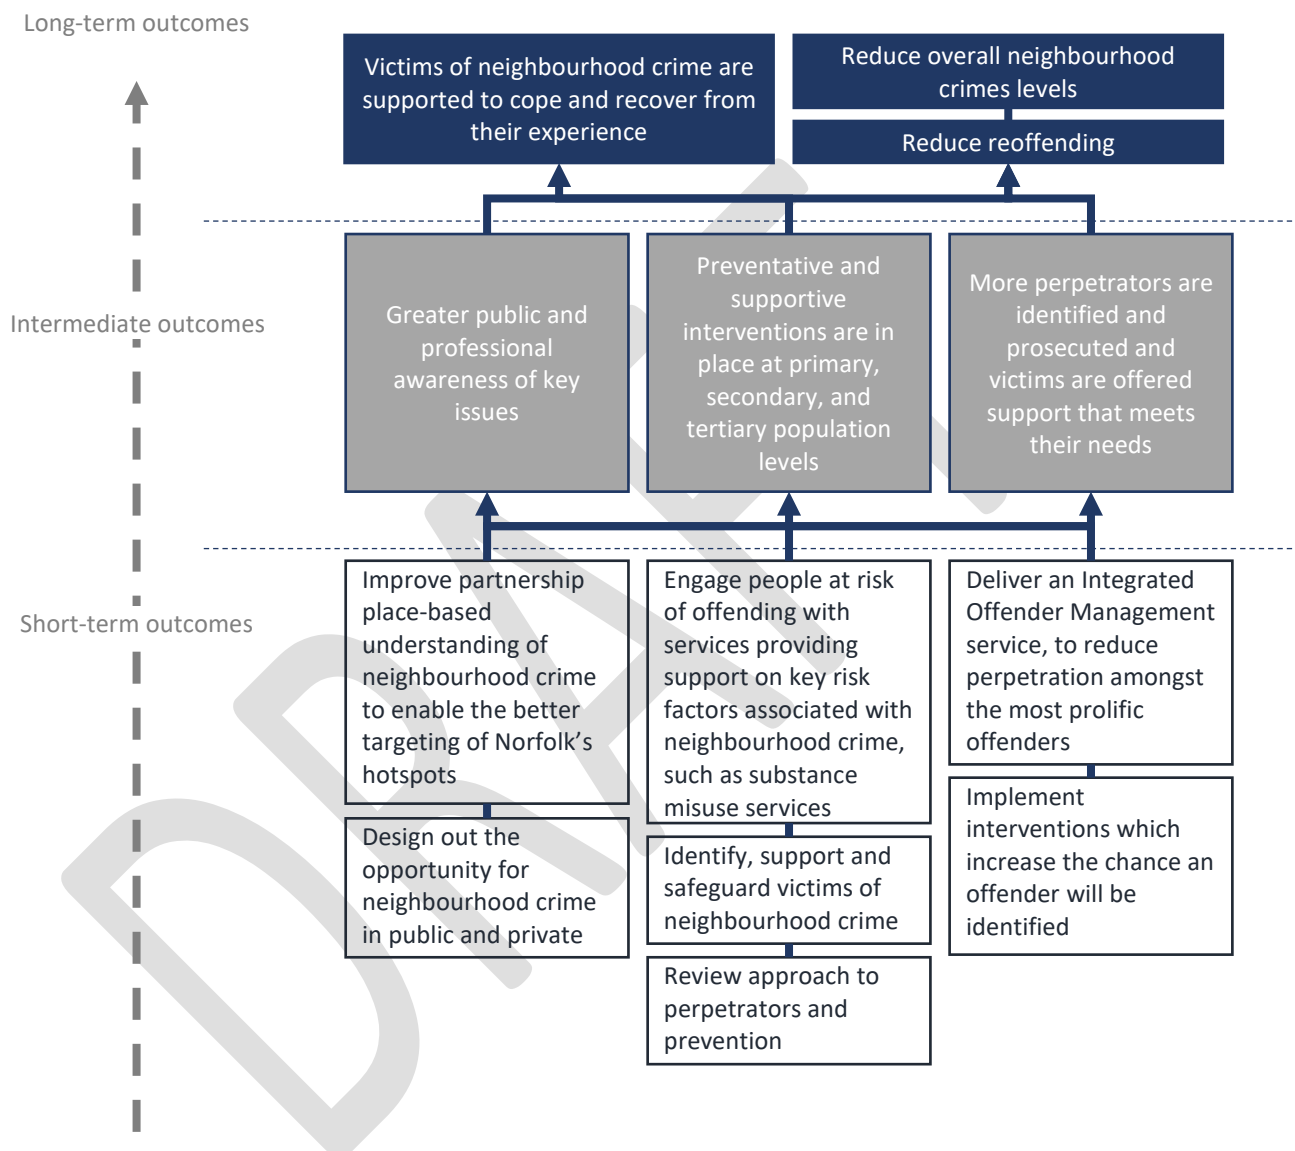 Long-term outcomes
Victims of neighbourhood crime are
supported to cope and recover from
their experience
Reduce overall neighbourhood
crimes levels
Reduce reoffending
Intermediate outcomes
Greater public and
professional
awareness of key
issues
Preventative and
supportive
interventions are in
place at primary,
secondary, and
tertiary population
levels
More perpetrators are
identified and
prosecuted and
victims are offered
support that meets
their needs
Short-term outcomes
Improve partnership
place-based
understanding of
neighbourhood crime
to enable the better
targeting of Norfolk’s
hotspots
Design out the
opportunity for
neighbourhood crime
in public and private
Engage people at risk
of offending with
services providing
support on key risk
factors associated with
neighbourhood crime,
such as substance
misuse services
Identify, support and
safeguard victims of
neighbourhood crime
Review approach to
perpetrators and
prevention
Deliver an Integrated
Offender Management
service, to reduce
perpetration amongst
the most prolific
offenders
Implement
interventions which
increase the chance an
offender will be
identified
DRAFT